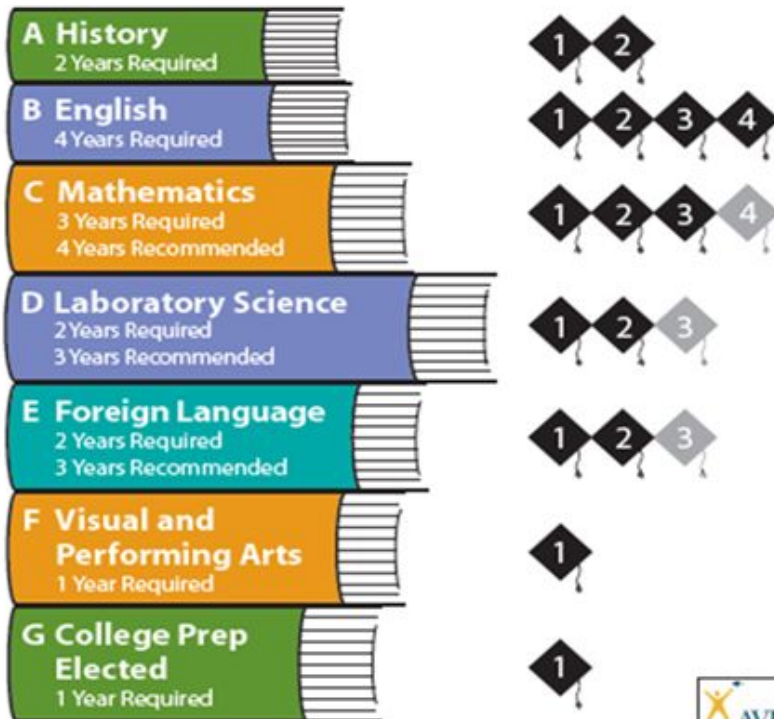 A History
2 Years Required
1 2
B English
4 Years Required
1 2 3 4
C Mathematics
3 Years Required
4 Years Recommended
1 2 3 4
D Laboratory Science
2 Years Required
3 Years Recommended
1 2 3
E Foreign Language
2 Years Required
3 Years Recommended
1 2 3
F Visual and
Performing Arts
1 Year Required
1
G College Prep
Elected
1 Year Required
1